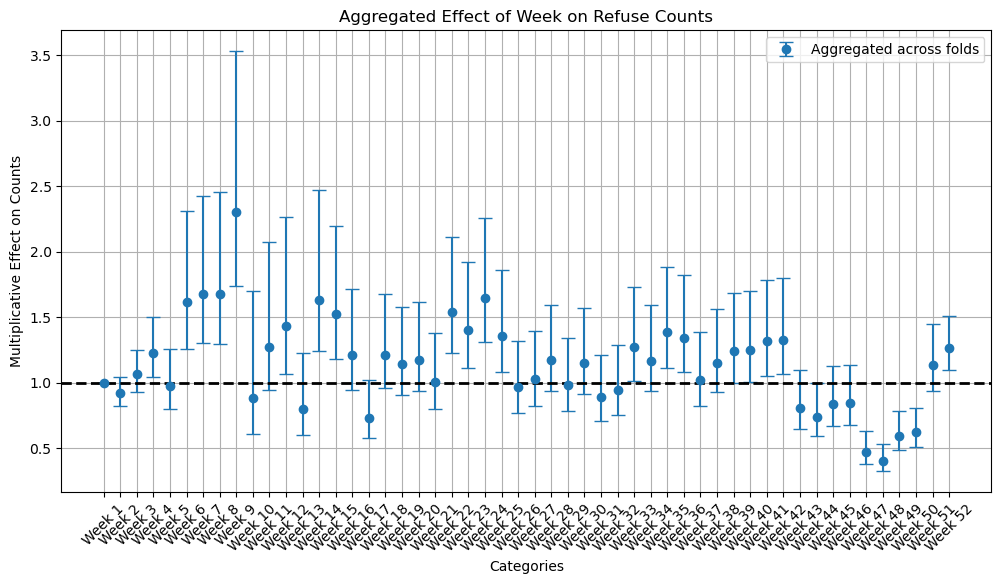 Aggregated Effect of Week on Refuse Counts
Aggregated across folds
Multiplicative Effect on Counts
3.5
3.0
2.5
2.0
1.5
1.0
0.5
Week 1
Week 2
Week 3
Week 4
Week 5
Week 6
Week 7
Week 8
Week 9
Week 10
Week 11
Week 12
Week 13
Week 14
Week 15
Week 16
Week 17
Week 18
Week 19
Week 20
Week 21
Week 22
Week 23
Week 24
Week 25
Week 26
Week 27
Week 28
Week 29
Week 30
Week 31
Week 32
Week 33
Week 34
Week 35
Week 36
Week 37
Week 38
Week 39
Week 40
Week 41
Week 42
Week 43
Week 44
Week 45
Week 46
Week 47
Week 48
Week 49
Week 50
Week 51
Week 52
Categories